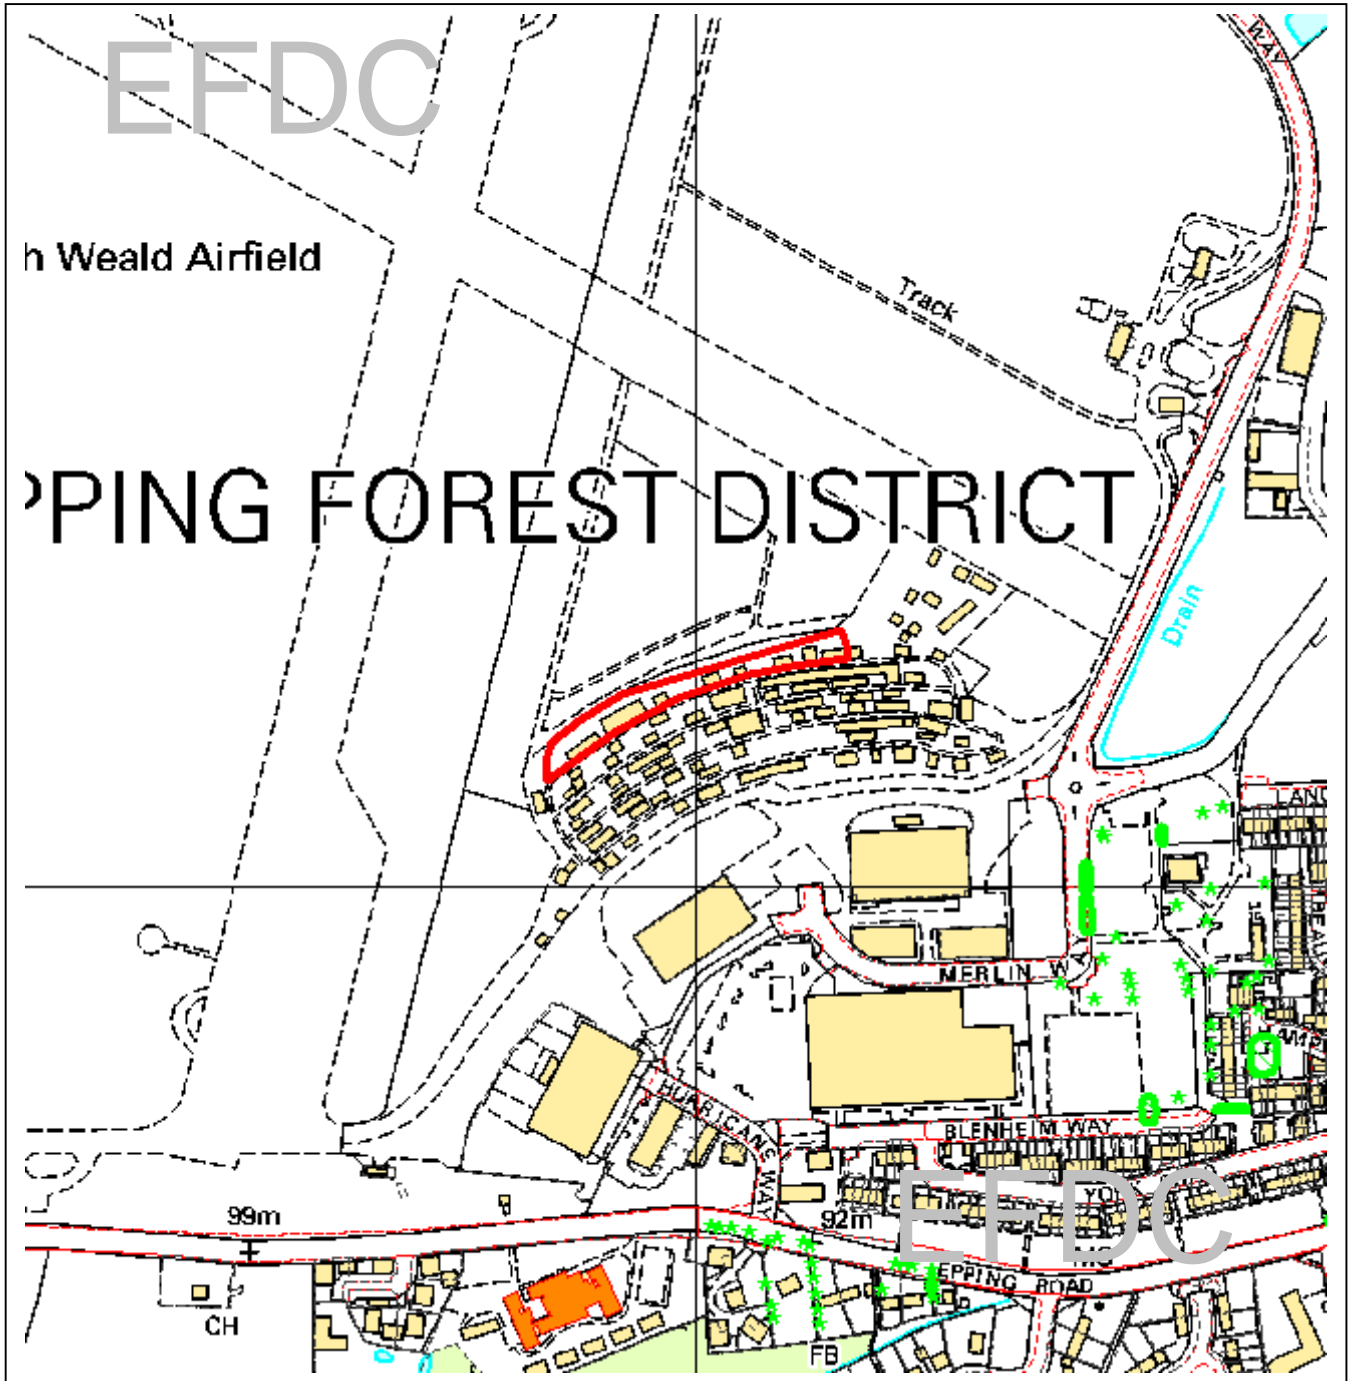 EFDC
WAY
h Weald Airfield
Track
PPING FOREST DISTRICT
Drain
MERLIN WAY
HURRICANE WAY
BLENHEIM WAY
99m
92m
EFDC
EPPING ROAD
CH
FB